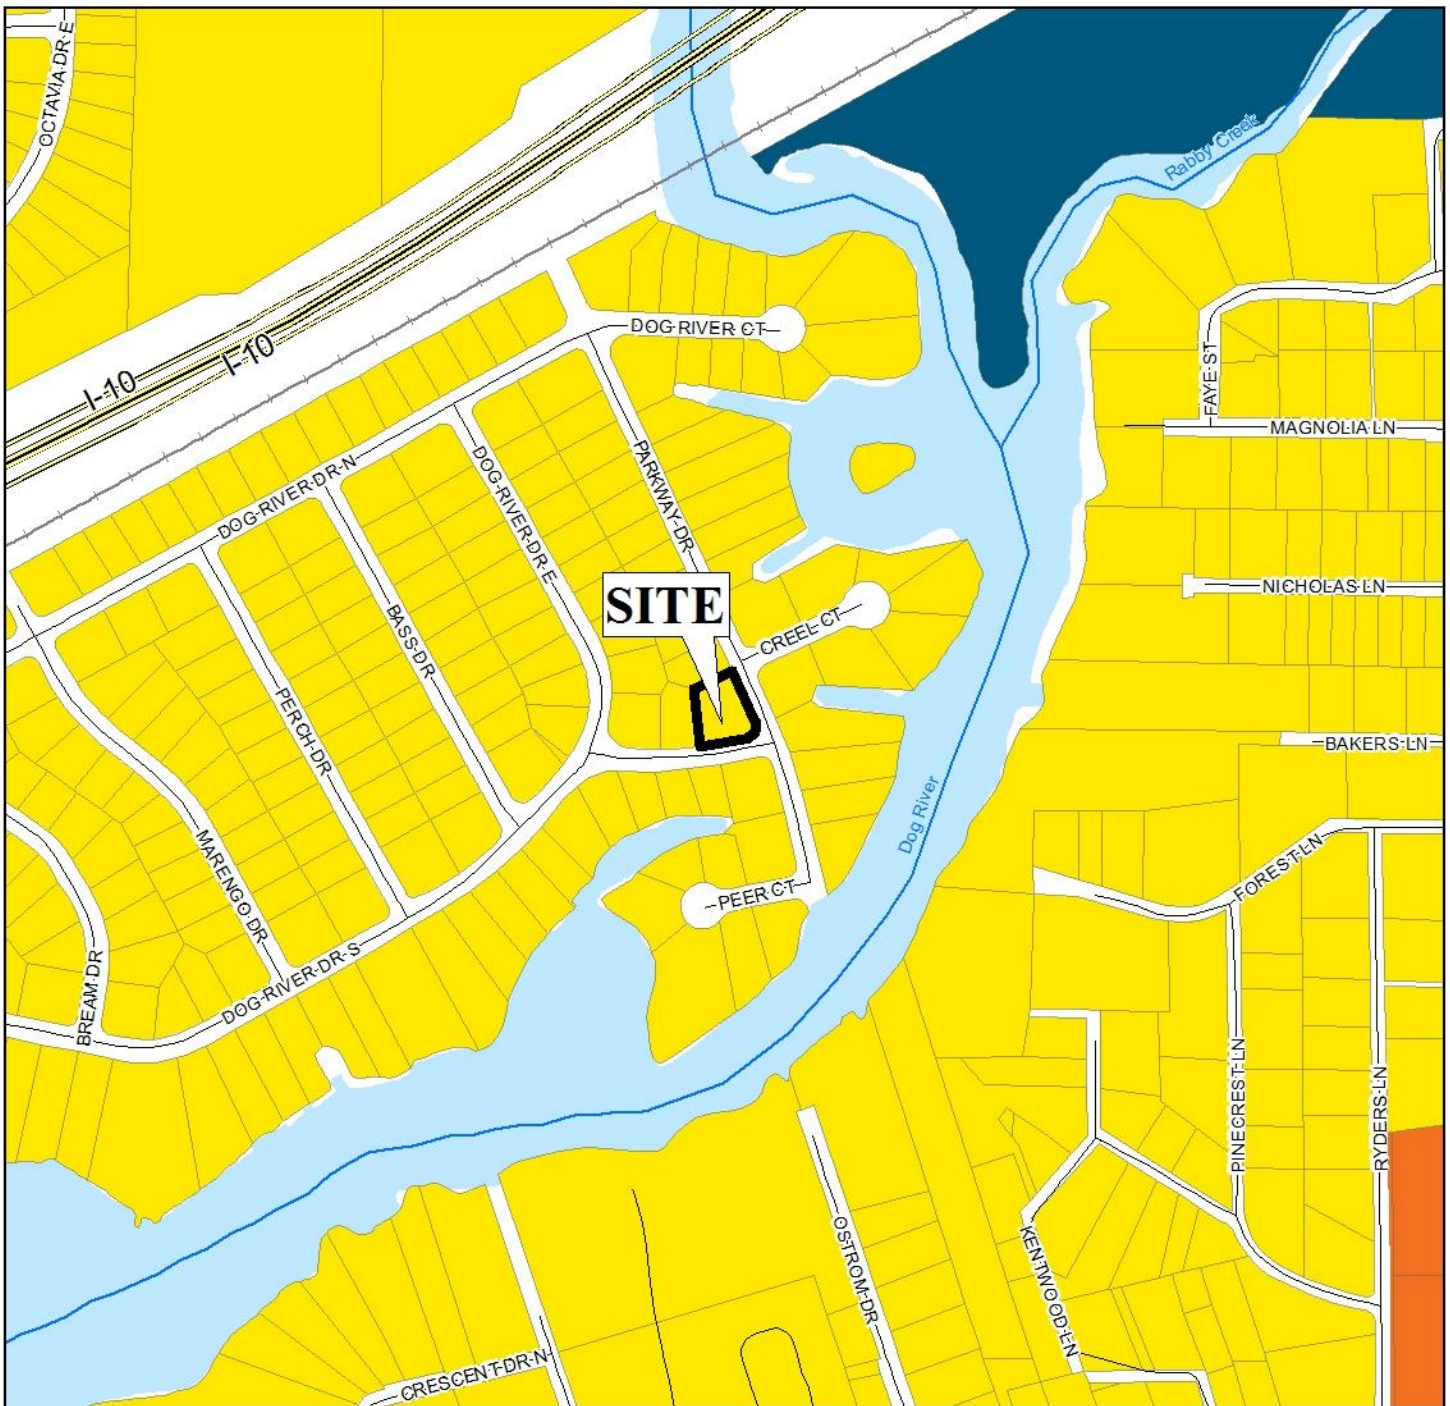 OCTAVIA DR E
I-10
I-10
Rabby Creek
DOG RIVER CT
FAYE ST
MAGNOLIA LN
DOG RIVER DR N
PARKWAY DR
DOG RIVER DR E
NICHOLAS LN
SITE
CREEL CT
BASS DR
PERCH DR
BAKERS LN
Dog River
MARENGO DR
FOREST LN
PEER CT
DOG RIVER DR S
BREAM DR
PINECREST LN
RYDERS LN
OSTROM DR
KENTWOOD LN
CRESCENT DR N